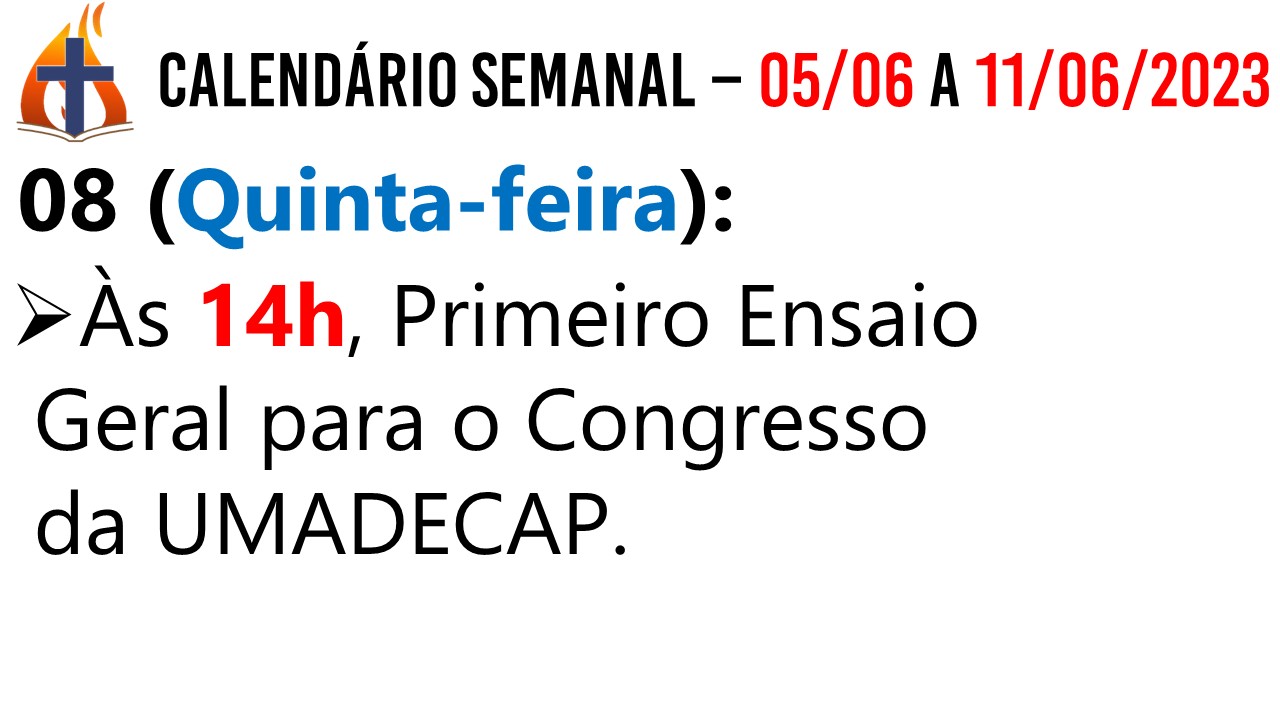 CALENDÁRIO SEMANAL – 05/06 A 11/06/2023
08 (Quinta-feira):
➢Às 14h, Primeiro Ensaio
Geral para o Congresso
da UMADECAP.